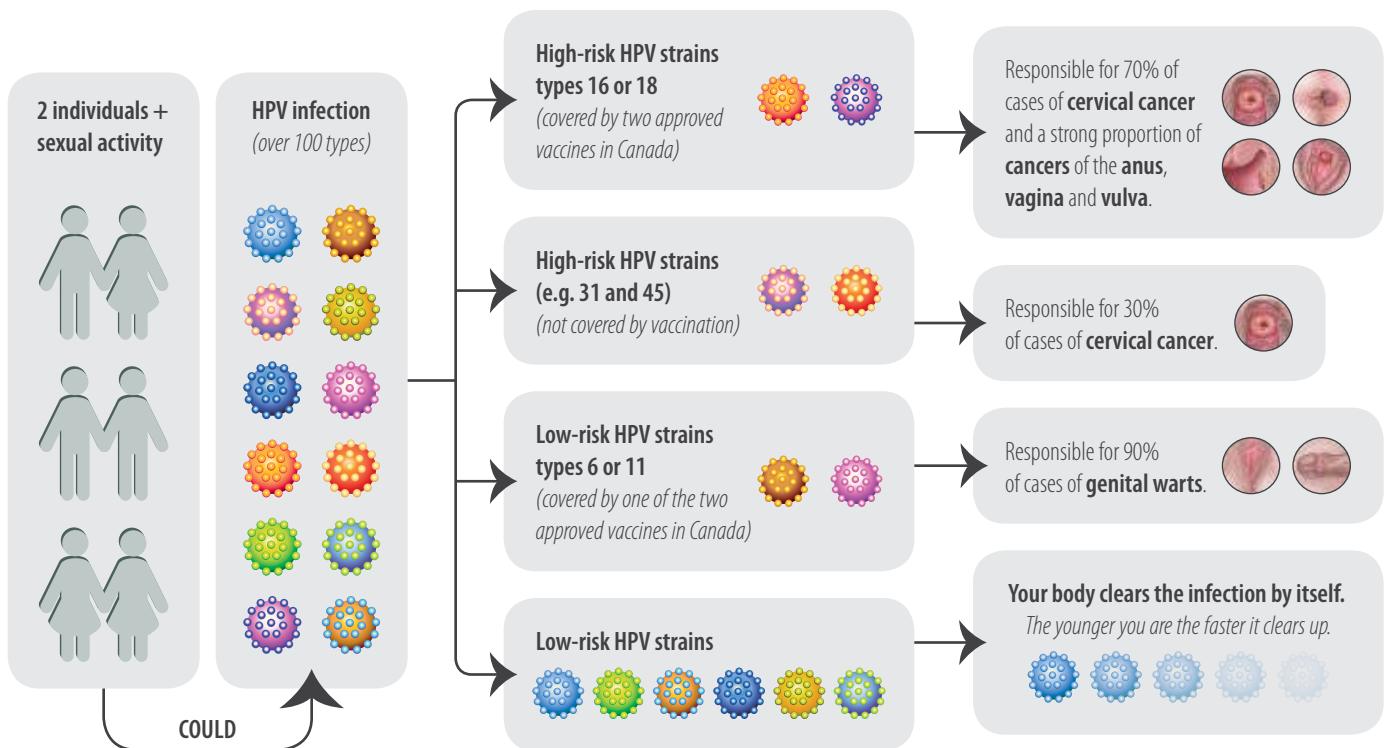 2 individuals +
sexual activity
COULD
HPV infection
(over 100 types)
High-risk HPV strains
types 16 or 18
(covered by two approved
vaccines in Canada)
Responsible for 70% of
cases of cervical cancer
and a strong proportion of
cancers of the anus,
vagina and vulva.
High-risk HPV strains
(e.g. 31 and 45)
(not covered by vaccination)
Responsible for 30%
of cases of cervical cancer.
Low-risk HPV strains
types 6 or 11
(covered by one of the two
approved vaccines in Canada)
Responsible for 90%
of cases of genital warts.
Low-risk HPV strains
Your body clears the infection by itself.
The younger you are the faster it clears up.